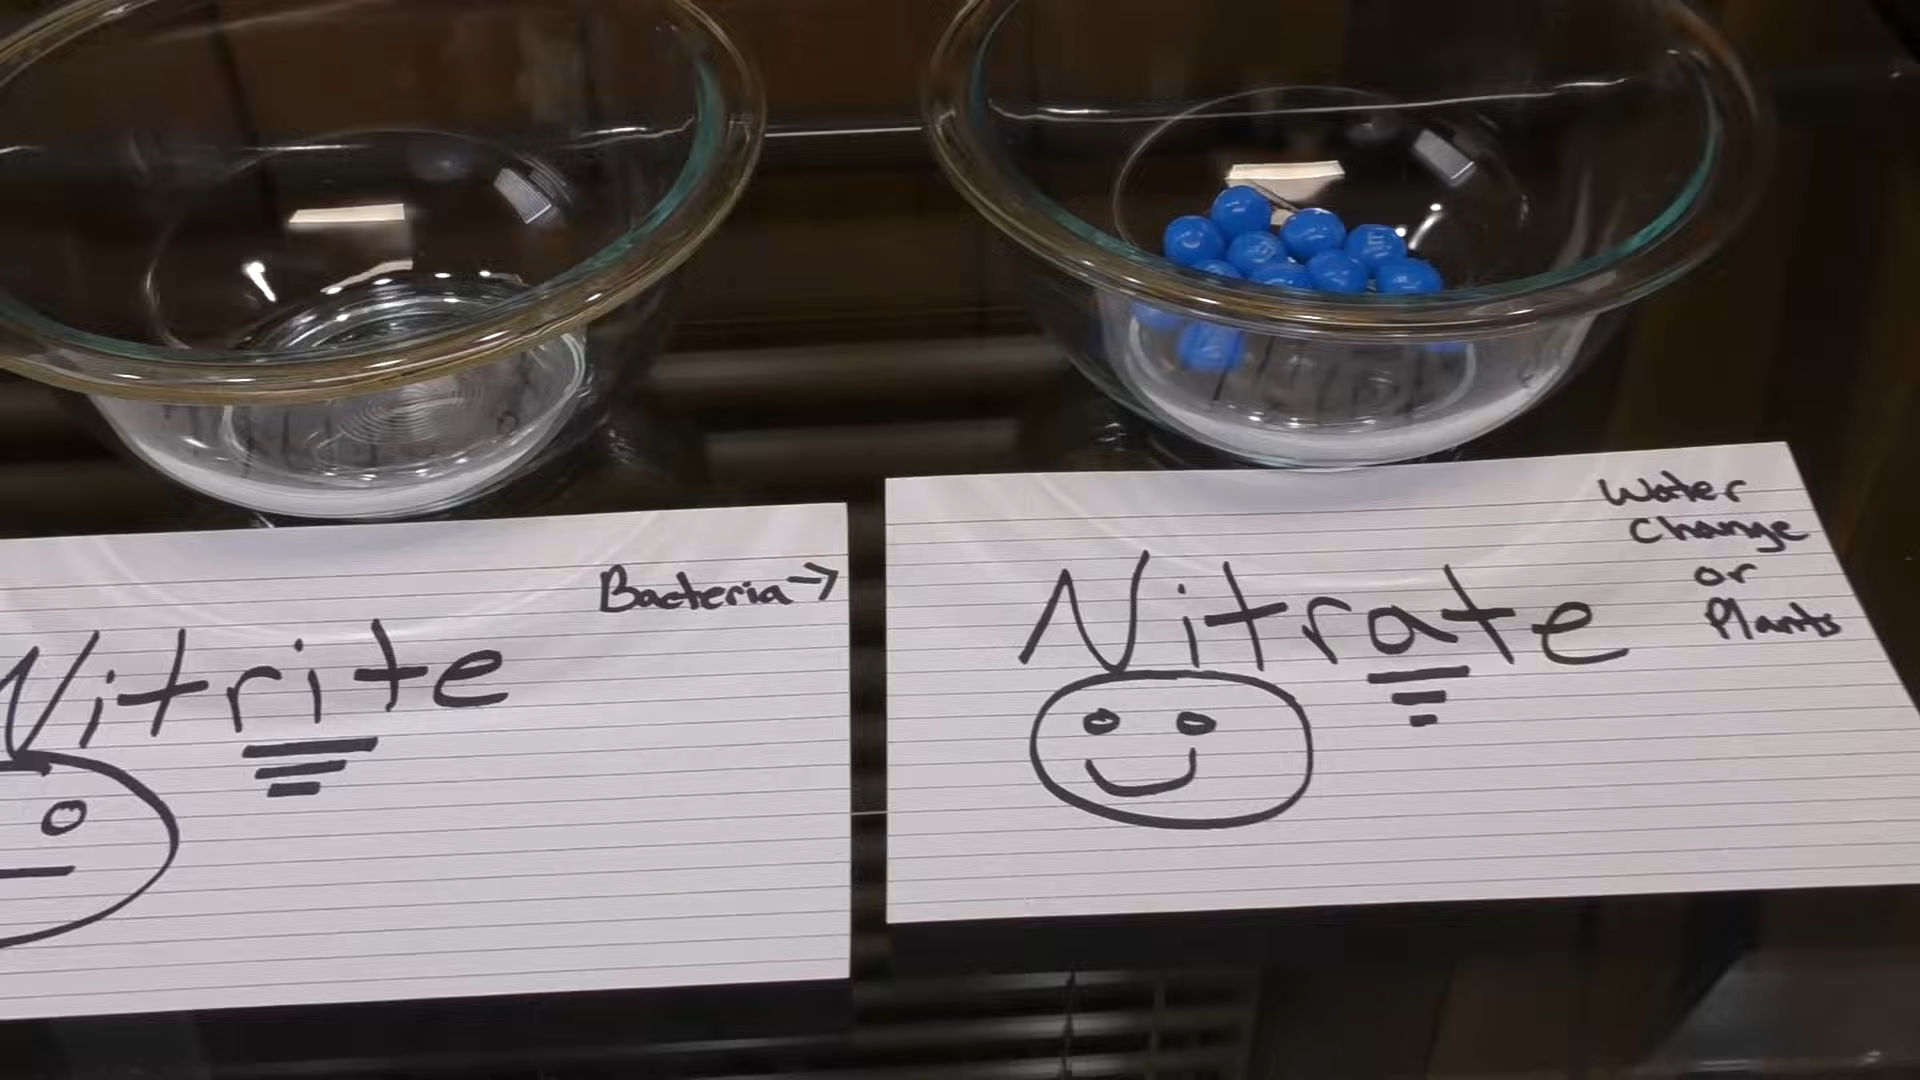 Bacteria →
Nitrite
Water
Change
or
Plants
Nitrate